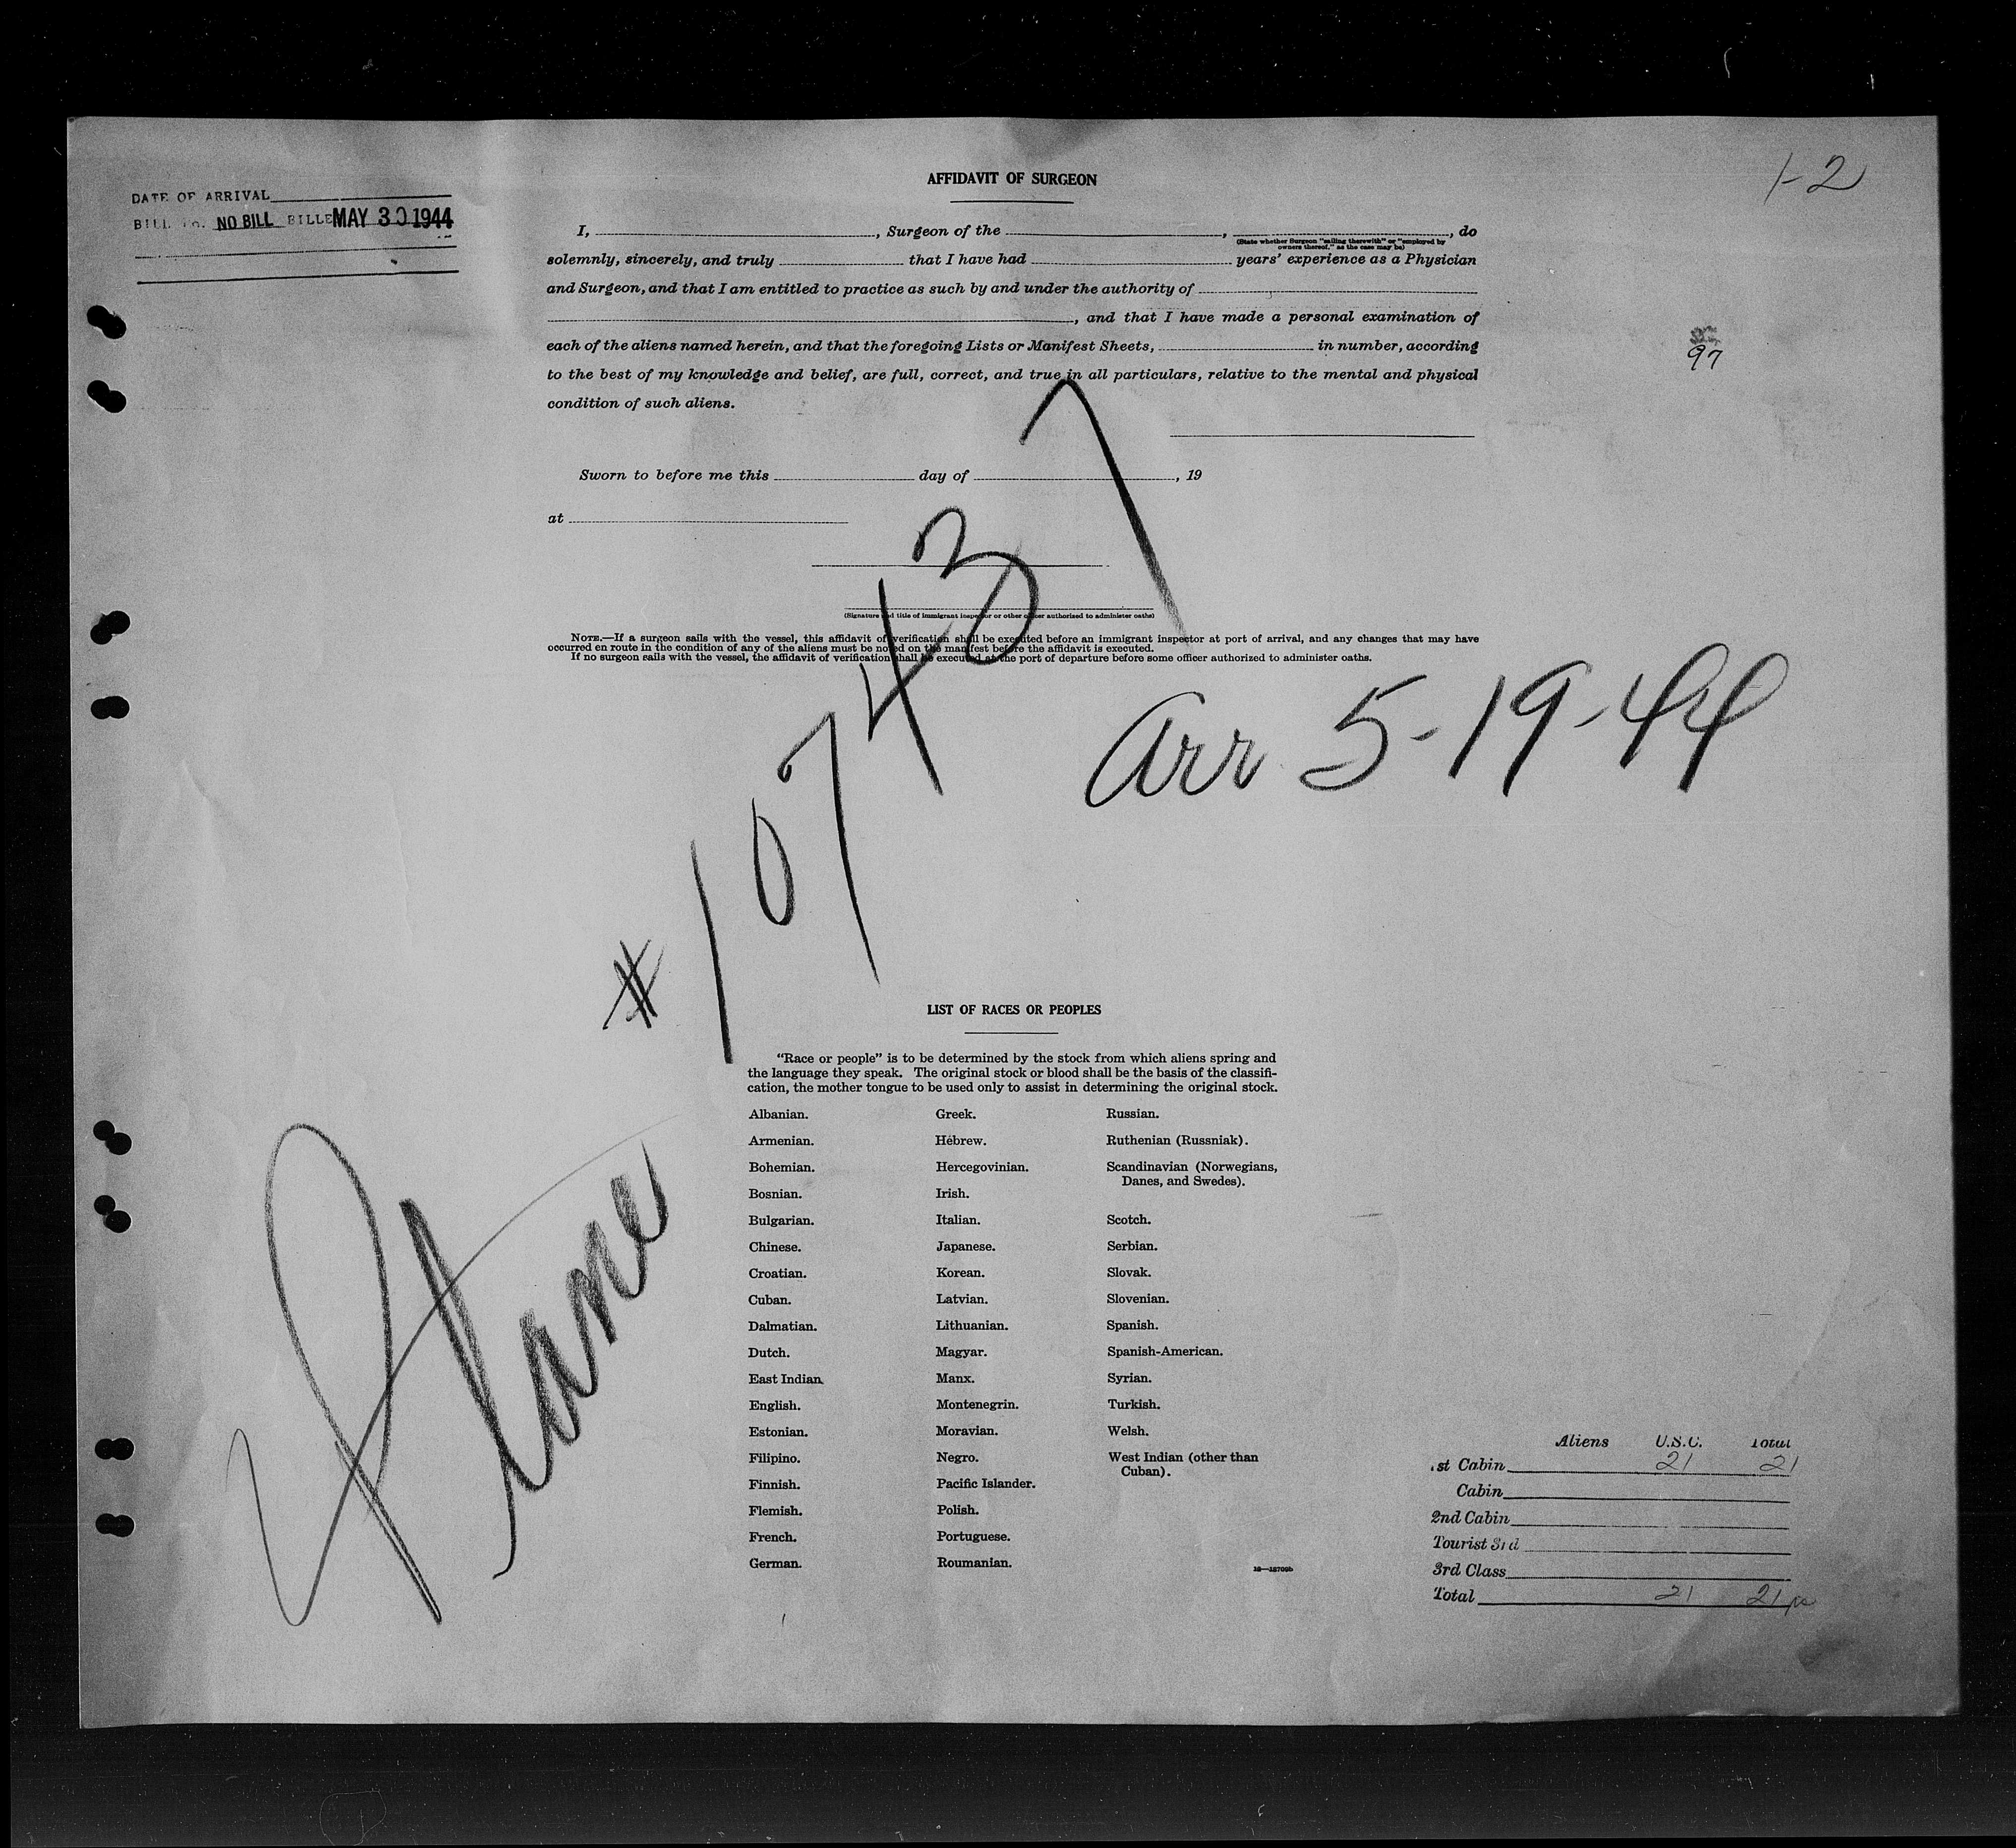 1-2
DATE OF ARRIVAL
BILL NO. NO BILL BILLED MAY 30 1944
AFFIDAVIT OF SURGEON
I, , Surgeon of the , , do
(State whether Surgeon "sailing therewith" or "employed by owners thereof," as the case may be)
solemnly, sincerely, and truly that I have had years' experience as a Physician
and Surgeon, and that I am entitled to practice as such by and under the authority of
, and that I have made a personal examination of
each of the aliens named herein, and that the foregoing Lists or Manifest Sheets, in number, according
to the best of my knowledge and belief, are full, correct, and true in all particulars, relative to the mental and physical
condition of such aliens.
97
Sworn to before me this day of , 19
at
(Signature and title of immigrant inspector or other officer authorized to administer oaths)
NOTE.—If a surgeon sails with the vessel, this affidavit of verification shall be executed before an immigrant inspector at port of arrival, and any changes that may have
occurred en route in the condition of any of the aliens must be noted on the manifest before the affidavit is executed.
If no surgeon sails with the vessel, the affidavit of verification shall be executed at the port of departure before some officer authorized to administer oaths.
#107437
Arr 5-19-44
Plane
LIST OF RACES OR PEOPLES
"Race or people" is to be determined by the stock from which aliens spring and
the language they speak. The original stock or blood shall be the basis of the classifi-
cation, the mother tongue to be used only to assist in determining the original stock.
Albanian.
Armenian.
Bohemian.
Bosnian.
Bulgarian.
Chinese.
Croatian.
Cuban.
Dalmatian.
Dutch.
East Indian.
English.
Estonian.
Filipino.
Finnish.
Flemish.
French.
German.
Greek.
Hebrew.
Hercegovinian.
Irish.
Italian.
Japanese.
Korean.
Latvian.
Lithuanian.
Magyar.
Manx.
Montenegrin.
Moravian.
Negro.
Pacific Islander.
Polish.
Portuguese.
Roumanian.
Russian.
Ruthenian (Russniak).
Scandinavian (Norwegians,
Danes, and Swedes).
Scotch.
Serbian.
Slovak.
Slovenian.
Spanish.
Spanish-American.
Syrian.
Turkish.
Welsh.
West Indian (other than
Cuban).
Aliens U.S.C. Total
1st Cabin 21 21
Cabin
2nd Cabin
Tourist 3rd
3rd Class
Total 21 21